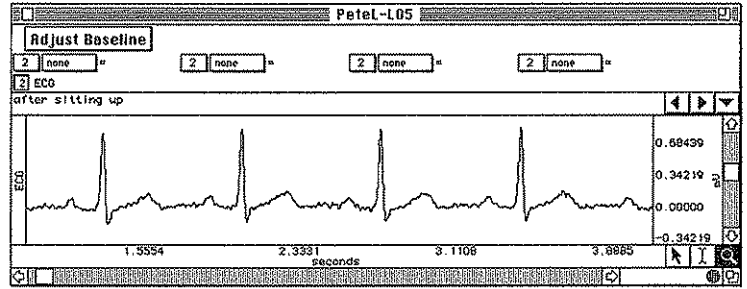 PeteL-L05
Adjust Baseline
2 none = 2 none = 2 none = 2 none =
2 ECG
after sitting up
0.68439
0.34219
0.00000
-0.34219
ECG
mV
1.5554 2.3331 3.1108 3.8885
seconds